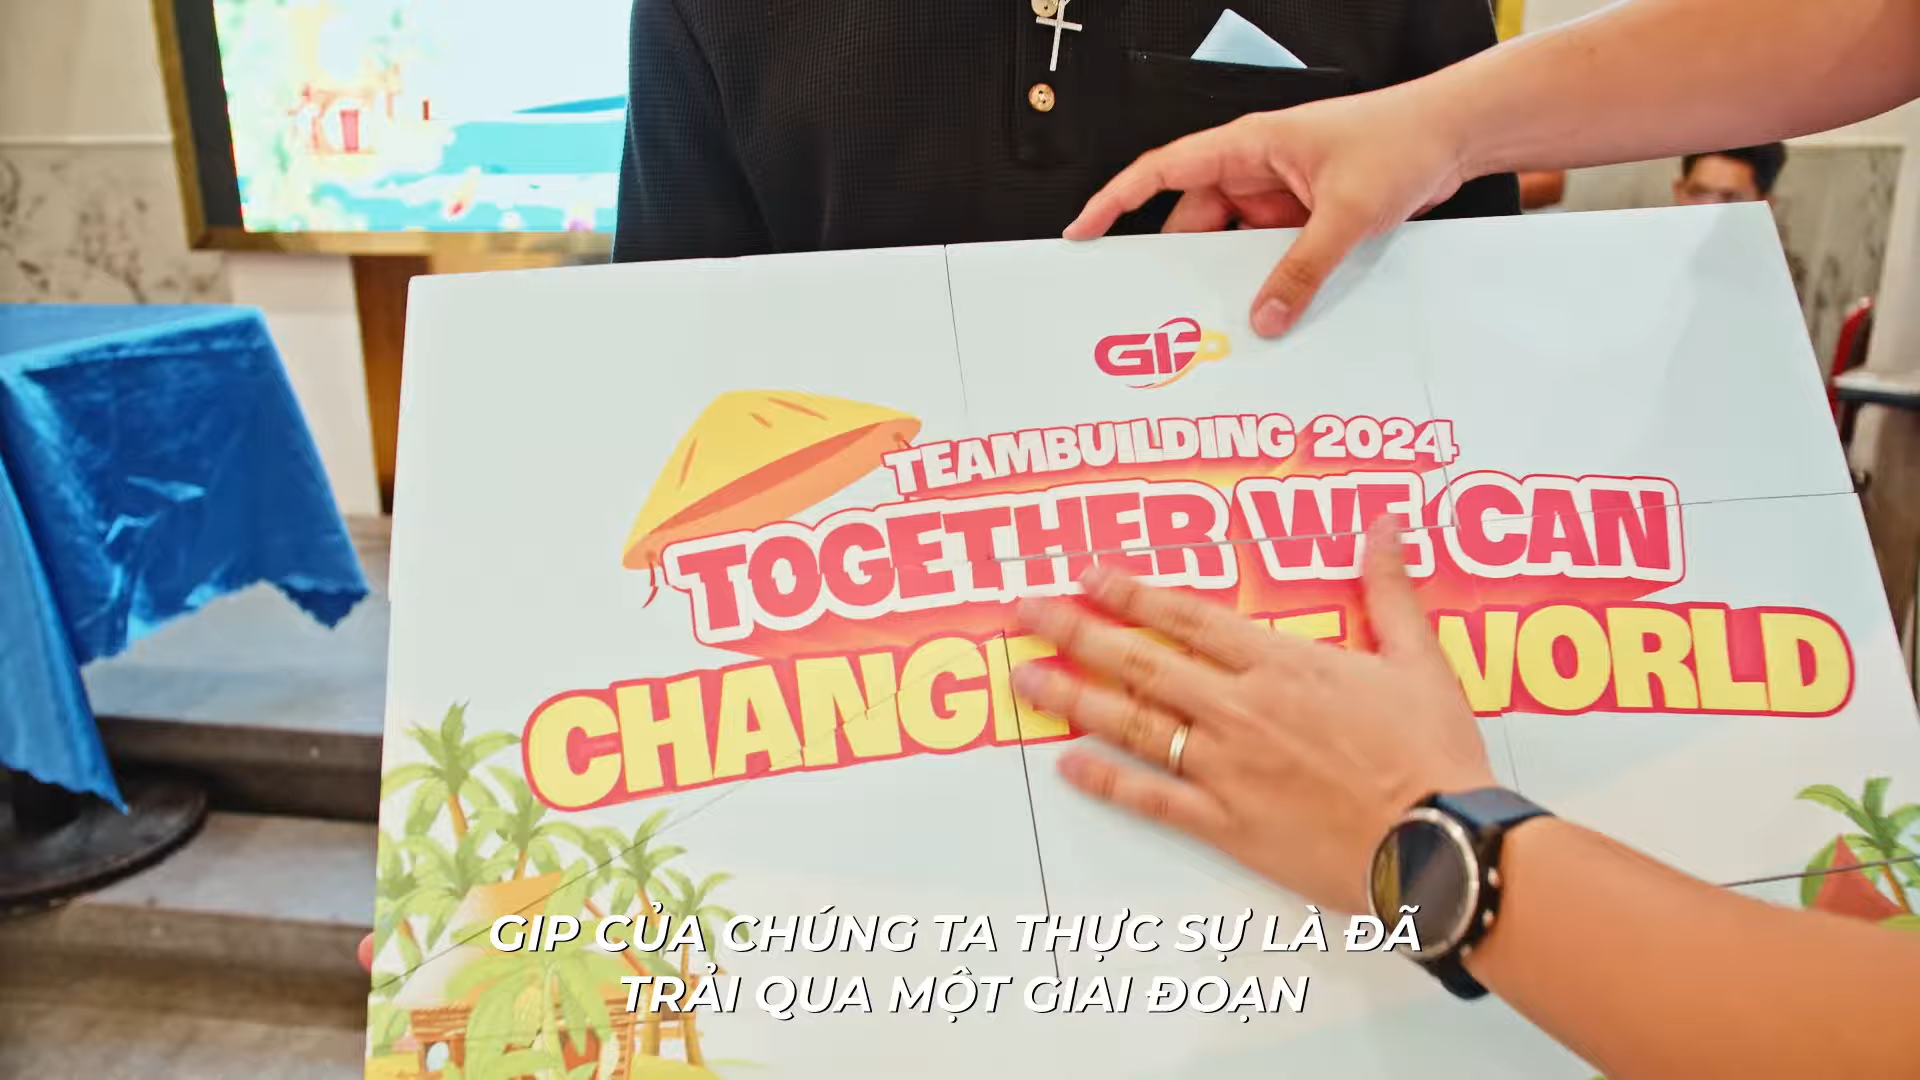 GIP
TEAMBUILDING 2024
TOGETHER WE CAN
CHANGE WORLD
GIP CỦA CHÚNG TA THỰC SỰ LÀ ĐÃ
TRẢI QUA MỘT GIAI ĐOẠN